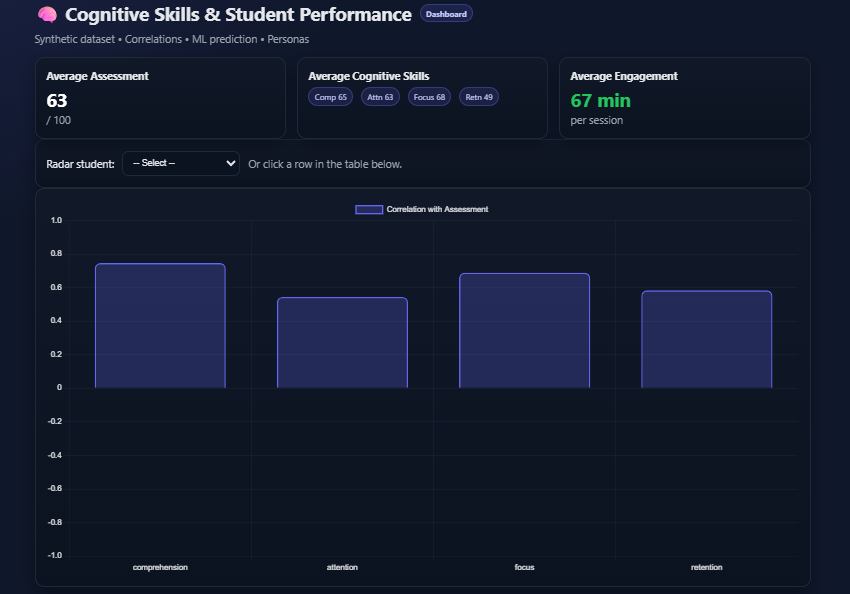 🧠 Cognitive Skills & Student Performance Dashboard
Synthetic dataset • Correlations • ML prediction • Personas
Average Assessment
63
/ 100
Average Cognitive Skills
Comp 65 Attn 63 Focus 68 Retn 49
Average Engagement
67 min
per session
Radar student: -- Select -- Or click a row in the table below.
Correlation with Assessment
1.0
0.8
0.6
0.4
0.2
0
-0.2
-0.4
-0.6
-0.8
-1.0
comprehension attention focus retention